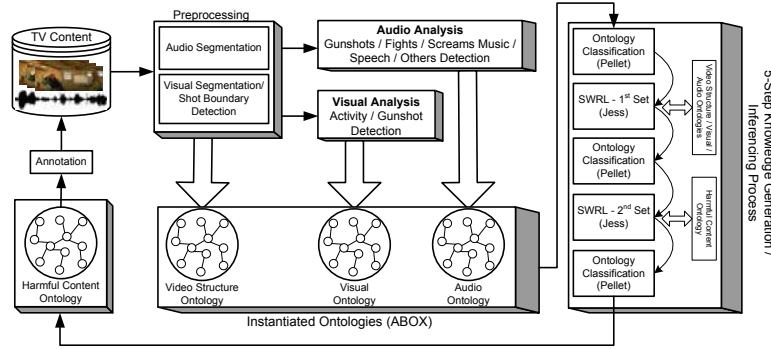 TV Content
Annotation
Harmful Content
Ontology
Preprocessing
Audio Segmentation
Visual Segmentation/
Shot Boundary
Detection
Audio Analysis
Gunshots / Fights / Screams Music /
Speech / Others Detection
Visual Analysis
Activity / Gunshot
Detection
Video Structure
Ontology
Visual
Ontology
Audio
Ontology
Instantiated Ontologies (ABOX)
Ontology
Classification
(Pellet)
SWRL - 1st Set
(Jess)
Ontology
Classification
(Pellet)
SWRL - 2nd Set
(Jess)
Ontology
Classification
(Pellet)
Video Structure / Visual /
Audio Ontologies
Harmful Content
Ontology
5-Step Knowledge Generation /
Inferencing Process